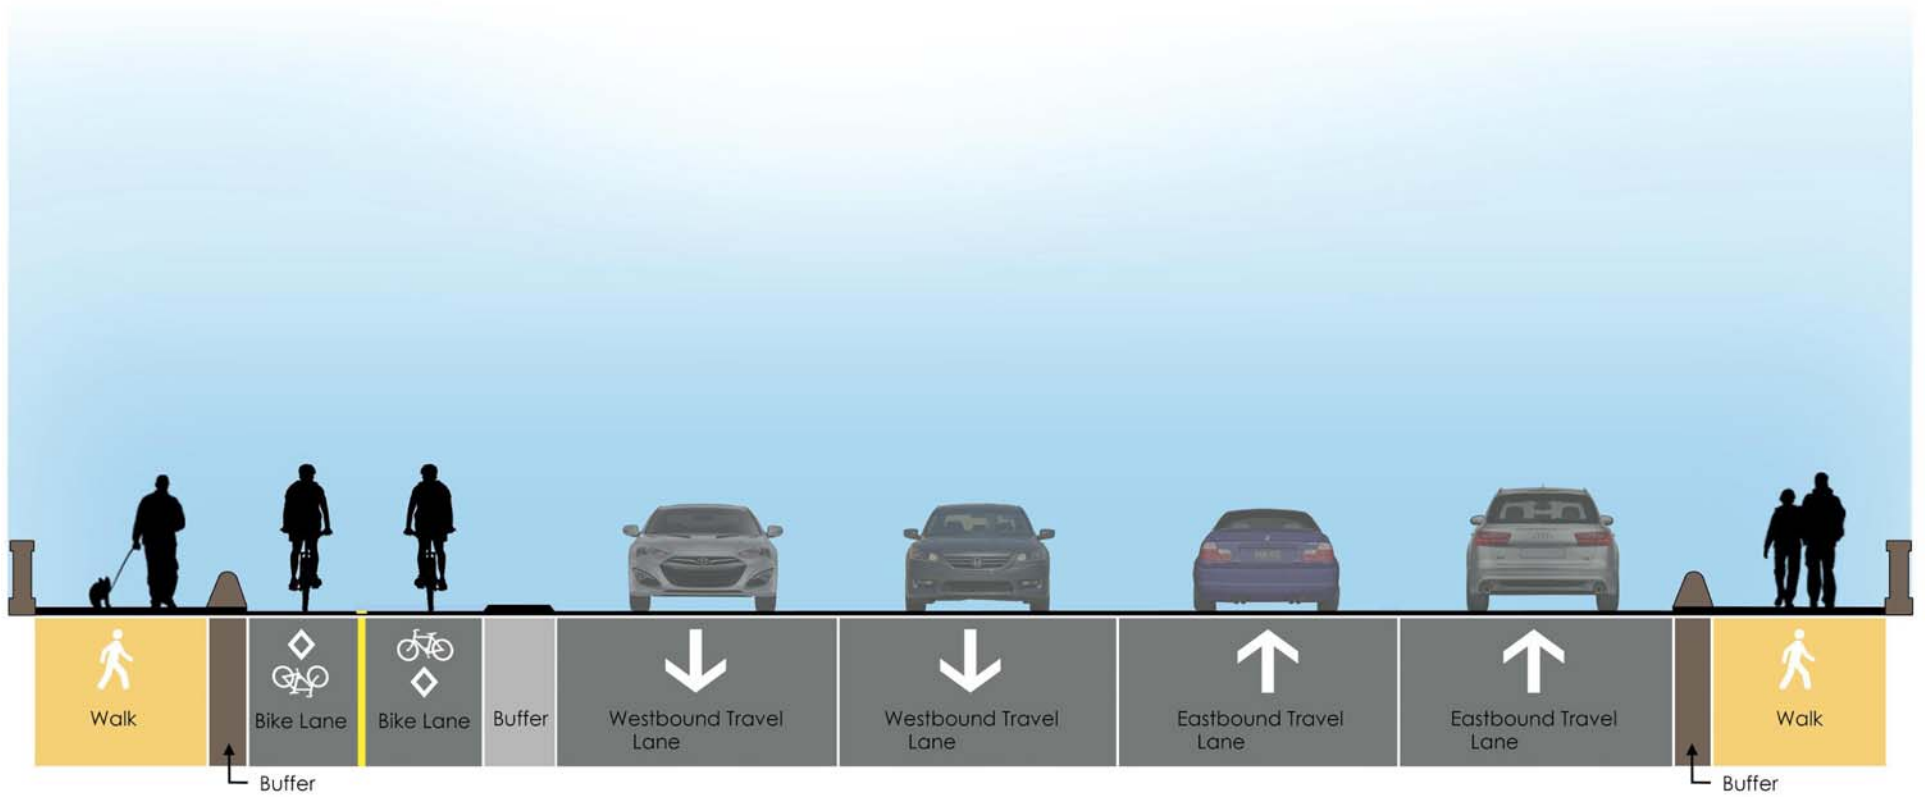 Walk
Bike Lane
Bike Lane
Buffer
Westbound Travel
Lane
Westbound Travel
Lane
Eastbound Travel
Lane
Eastbound Travel
Lane
Walk
Buffer
Buffer